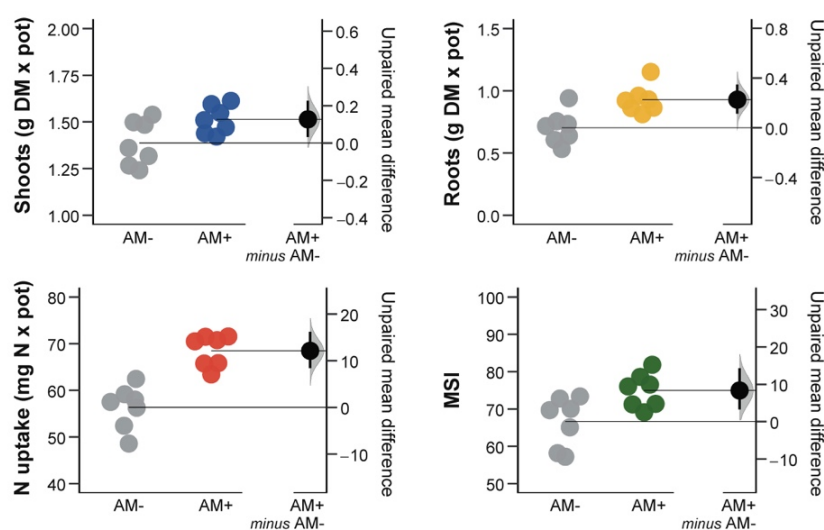 Shoots (g DM x pot)
2.00
1.75
1.50
1.25
1.00
0.6
0.4
0.2
0.0
−0.2
−0.4
Unpaired mean difference
AM-
AM+
AM+
minus AM-
Roots (g DM x pot)
1.5
1.0
0.5
0.0
0.8
0.4
0.0
−0.4
Unpaired mean difference
AM-
AM+
AM+
minus AM-
N uptake (mg N x pot)
80
70
60
50
40
20
10
0
−10
Unpaired mean difference
AM-
AM+
AM+
minus AM-
MSI
100
90
80
70
60
50
30
20
10
0
−10
Unpaired mean difference
AM-
AM+
AM+
minus AM-